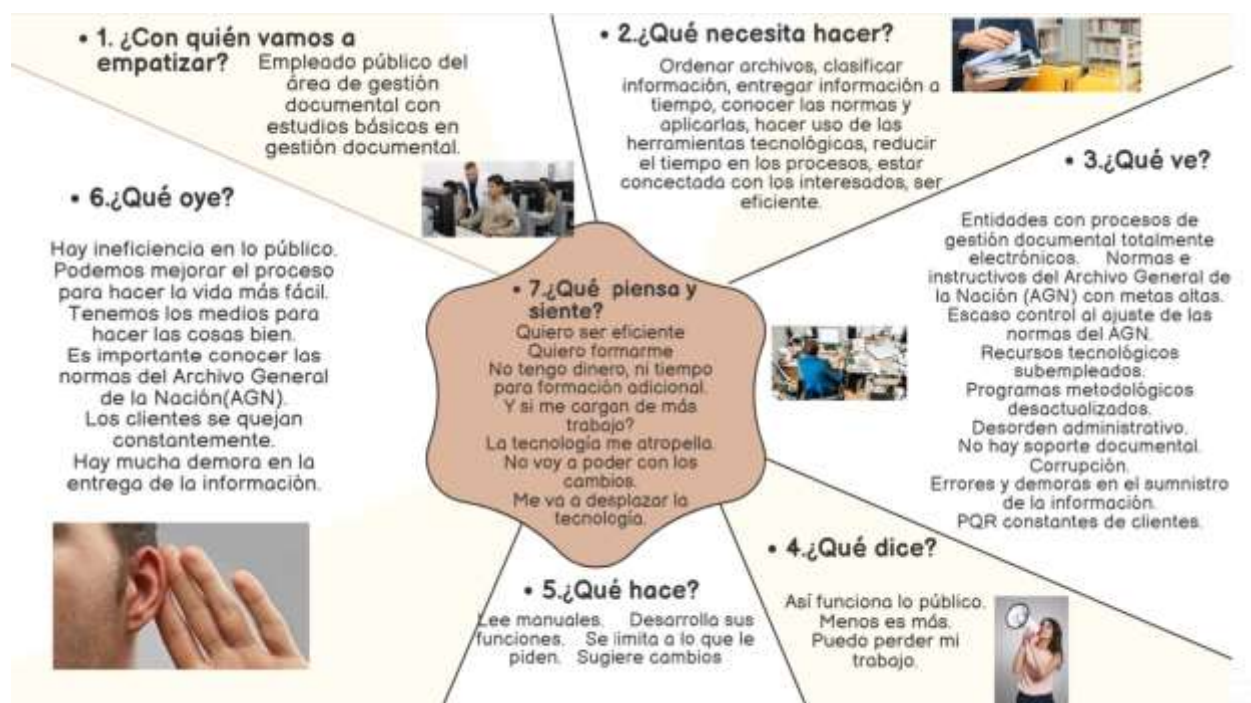 • 1. ¿Con quién vamos a
empatizar?
Empleado público del
área de gestión
documental con
estudios básicos en
gestión documental.
• 2.¿Qué necesita hacer?
Ordenar archivos, clasificar
información, entregar información a
tiempo, conocer las normas y
aplicarlas, hacer uso de las
herramientas tecnológicas, reducir
el tiempo en los procesos, estar
concectada con los interesados, ser
eficiente.
• 3.¿Qué ve?
Entidades con procesos de
gestión documental totalmente
electrónicos. Normas e
instructivos del Archivo General de
la Nación (AGN) con metas altas.
Escaso control al ajuste de las
normas del AGN.
Recursos tecnológicos
subempleados.
Programas metodológicos
desactualizados.
Desorden administrativo.
No hay soporte documental.
Corrupción.
Errores y demoras en el sumnistro
de la información.
PQR constantes de clientes.
• 4.¿Qué dice?
Así funciona lo público.
Menos es más.
Puedo perder mi
trabajo.
• 5.¿Qué hace?
Lee manuales. Desarrolla sus
funciones. Se limita a lo que le
piden. Sugiere cambios
• 6.¿Qué oye?
Hay ineficiencia en lo público.
Podemos mejorar el proceso
para hacer la vida más fácil.
Tenemos los medios para
hacer las cosas bien.
Es importante conocer las
normas del Archivo General
de la Nación(AGN).
Los clientes se quejan
constantemente.
Hay mucha demora en la
entrega de la información.
• 7.¿Qué piensa y
siente?
Quiero ser eficiente
Quiero formarme
No tengo dinero, ni tiempo
para formación adicional.
Y si me cargan de más
trabajo?
La tecnología me atropella.
No voy a poder con los
cambios.
Me va a desplazar la
tecnología.